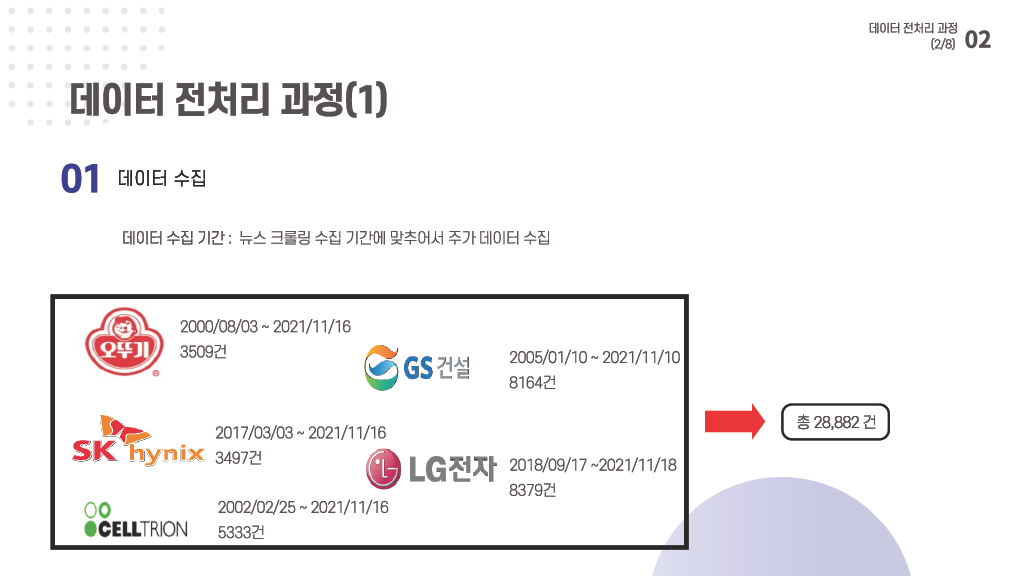 데이터 전처리 과정
(2/8) 02
데이터 전처리 과정(1)
01 데이터 수집
데이터 수집 기간 : 뉴스 크롤링 수집 기간에 맞추어서 주가 데이터 수집
오뚜기
®
2000/08/03 ~ 2021/11/16
3509건
GS건설
2005/01/10 ~ 2021/11/10
8164건
SK hynix
2017/03/03 ~ 2021/11/16
3497건
LG전자
2018/09/17 ~2021/11/18
8379건
CELLTRION
2002/02/25 ~ 2021/11/16
5333건
총 28,882 건